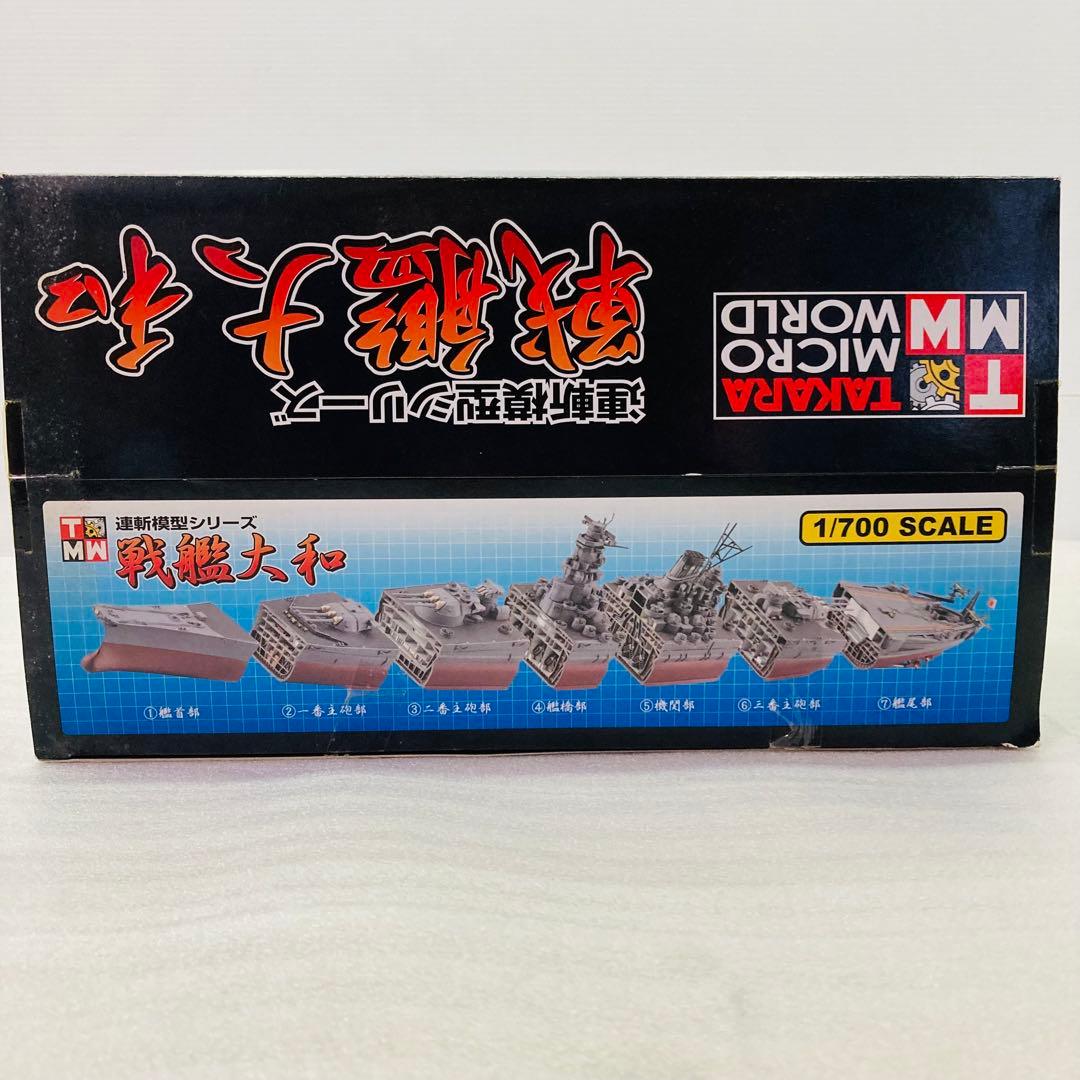 TAKARA
MICRO
WORLD
T
M
W
連斬模型シリーズ
戦艦大和
T
M
W
連斬模型シリーズ
戦艦大和
1/700 SCALE
①艦首部
②一番主砲部
③二番主砲部
④艦橋部
⑤機関部
⑥三番主砲部
⑦艦尾部